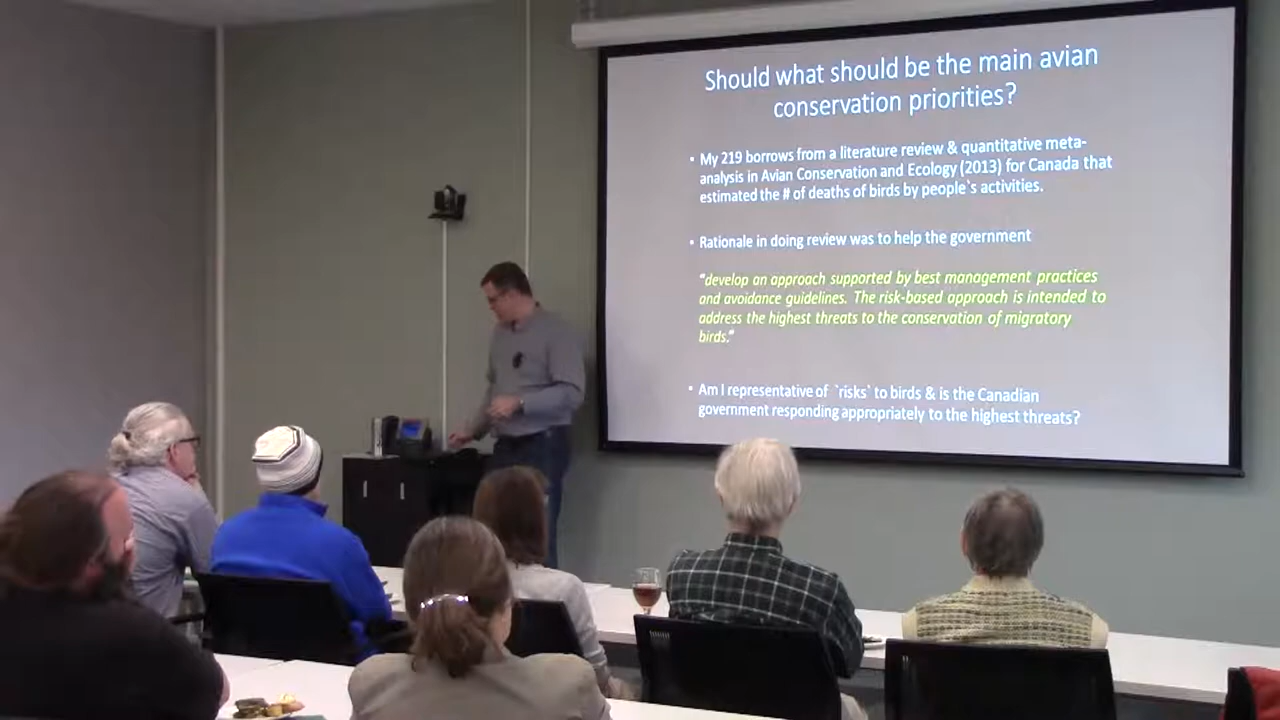 Should what should be the main avian
conservation priorities?
• My 219 borrows from a literature review & quantitative meta-
analysis in Avian Conservation and Ecology (2013) for Canada that
estimated the # of deaths of birds by people`s activities.
• Rationale in doing review was to help the government
"develop an approach supported by best management practices
and avoidance guidelines. The risk-based approach is intended to
address the highest threats to the conservation of migratory
birds."
• Am I representative of `risks` to birds & is the Canadian
government responding appropriately to the highest threats?